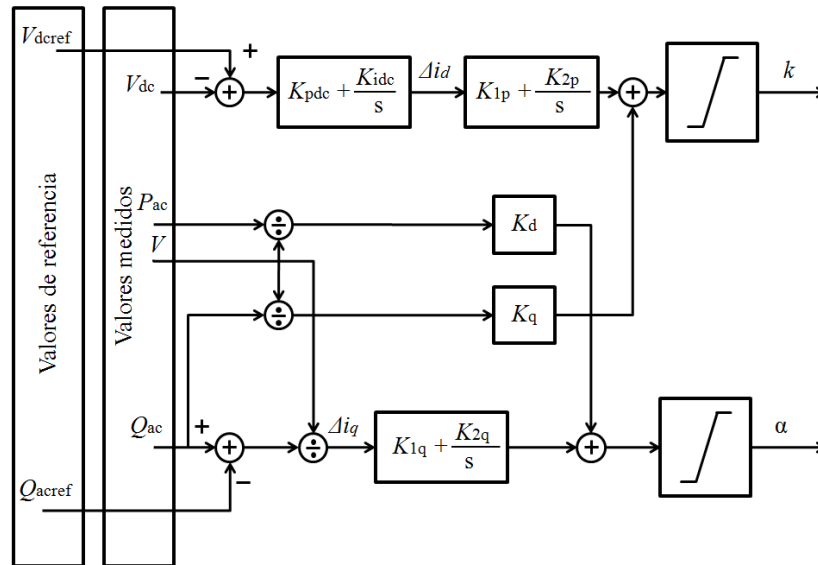 Valores de referencia
Valores medidos
V_dcref
+
−
V_dc
+
K_pdc + K_idc/s
Δi_d
K_1p + K_2p/s
+
k
P_ac
÷
K_d
V
÷
K_q
Q_ac
+
+
−
÷
Δi_q
K_1q + K_2q/s
+
α
Q_acref